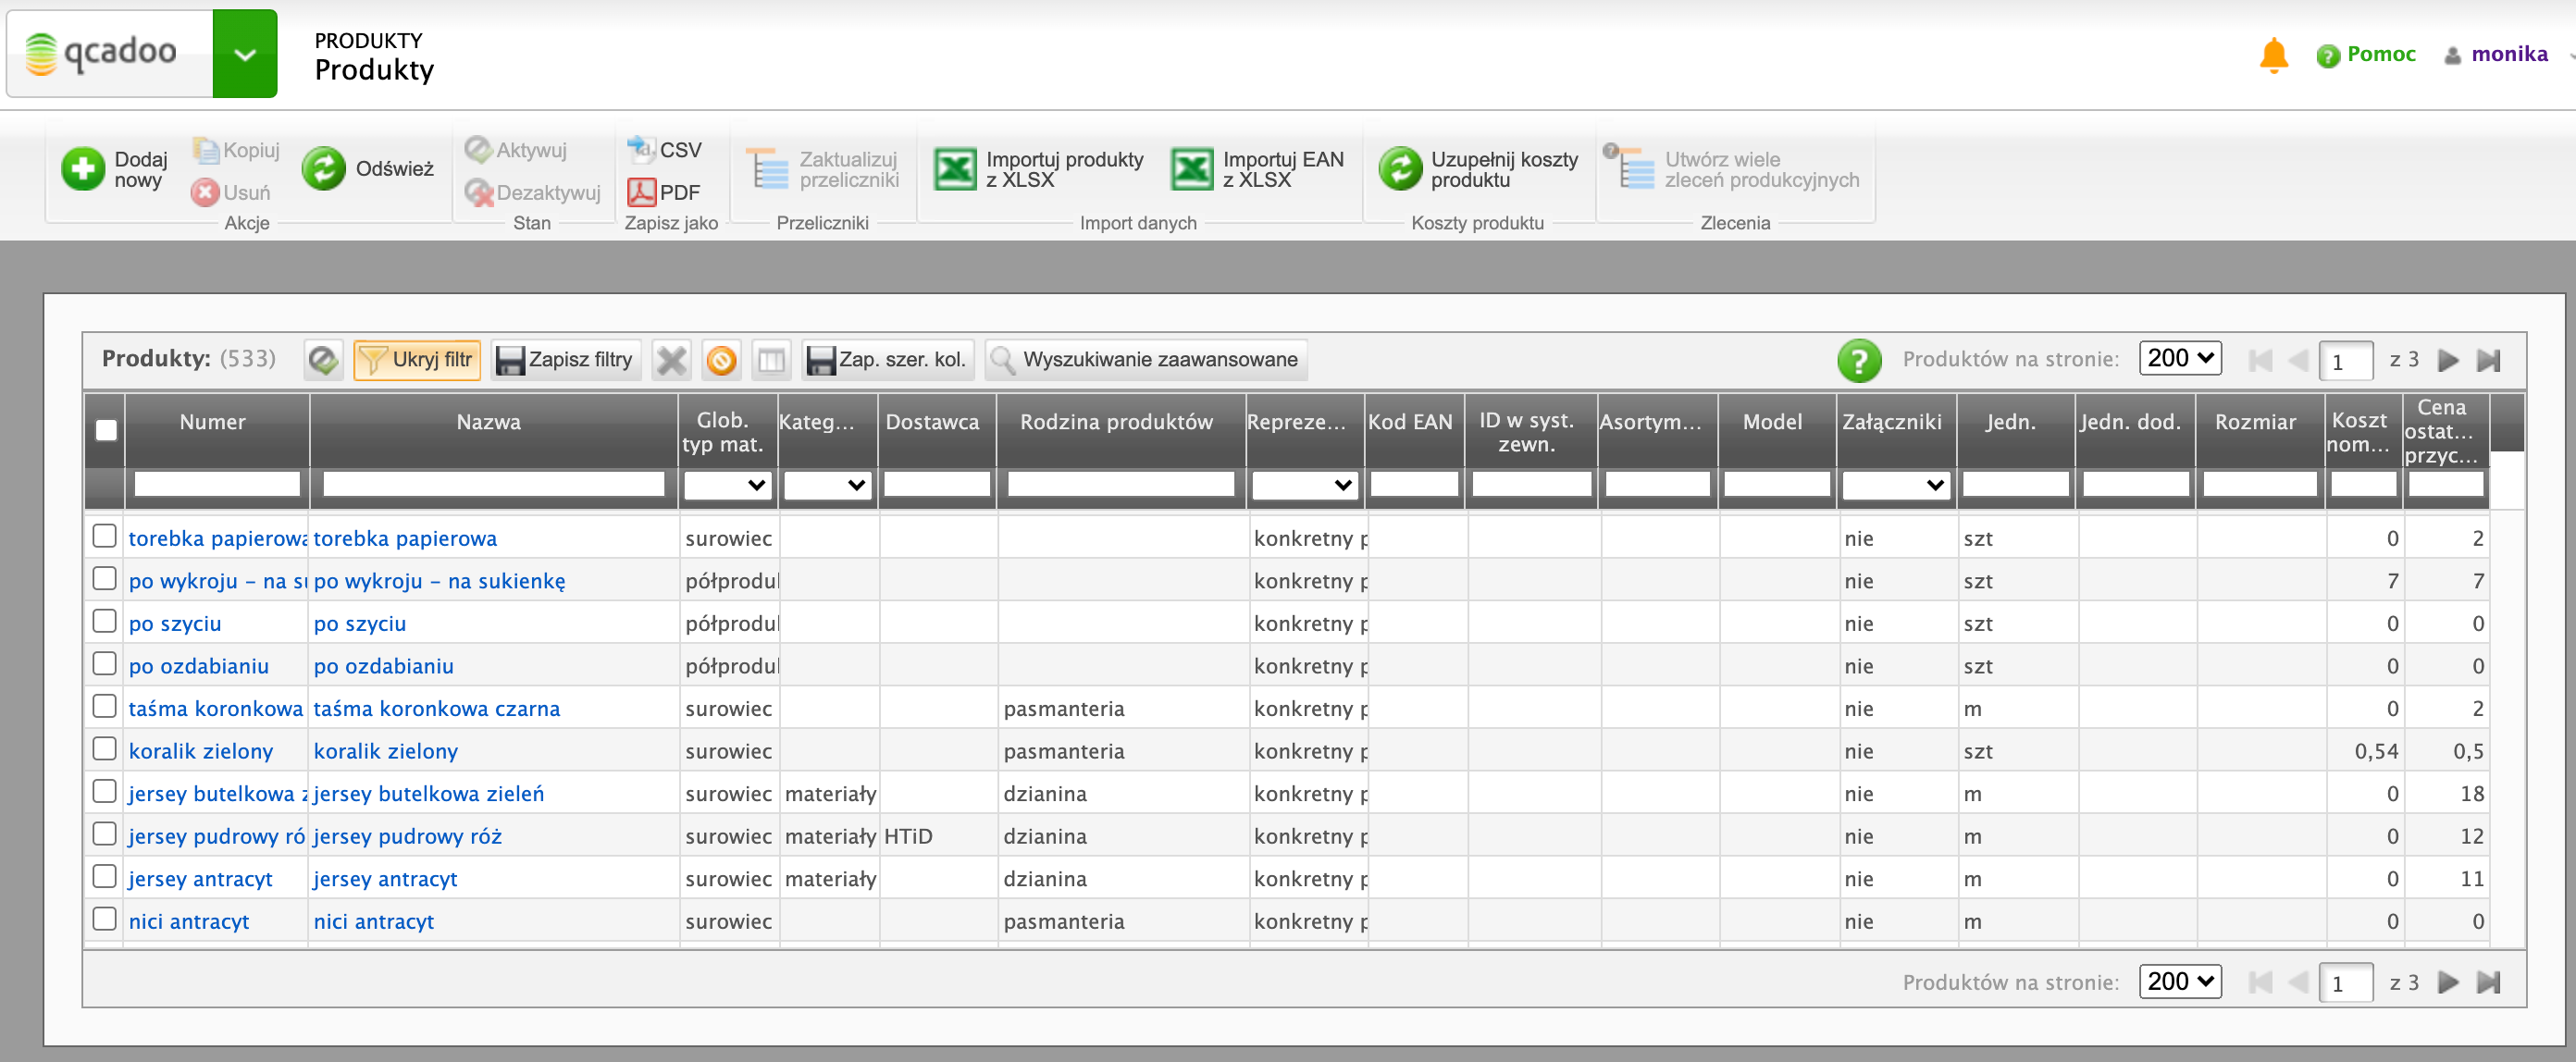 qcadoo
PRODUKTY
Produkty
Pomoc
monika
Dodaj nowy
Kopiuj
Usuń
Odśwież
Akcje
Aktywuj
Dezaktywuj
Stan
CSV
PDF
Zapisz jako
Zaktualizuj przeliczniki
Przeliczniki
Importuj produkty z XLSX
Importuj EAN z XLSX
Import danych
Uzupełnij koszty produktu
Koszty produktu
Utwórz wiele zleceń produkcyjnych
Zlecenia
Produkty: (533) Ukryj filtr Zapisz filtry Zap. szer. kol. Wyszukiwanie zaawansowane Produktów na stronie: 200 1 z 3
Numer Nazwa Glob. typ mat. Kateg... Dostawca Rodzina produktów Repreze... Kod EAN ID w syst. zewn. Asortym... Model Załączniki Jedn. Jedn. dod. Rozmiar Koszt nom... Cena ostat... przyc...
torebka papierowa torebka papierowa surowiec konkretny p nie szt 0 2
po wykroju – na su po wykroju – na sukienkę półproduk konkretny p nie szt 7 7
po szyciu po szyciu półproduk konkretny p nie szt 0 0
po ozdabianiu po ozdabianiu półproduk konkretny p nie szt 0 0
taśma koronkowa taśma koronkowa czarna surowiec pasmanteria konkretny p nie m 0 2
koralik zielony koralik zielony surowiec pasmanteria konkretny p nie szt 0,54 0,5
jersey butelkowa z jersey butelkowa zieleń surowiec materiały dzianina konkretny p nie m 0 18
jersey pudrowy ró jersey pudrowy róż surowiec materiały HTiD dzianina konkretny p nie m 0 12
jersey antracyt jersey antracyt surowiec materiały dzianina konkretny p nie m 0 11
nici antracyt nici antracyt surowiec pasmanteria konkretny p nie m 0 0
Produktów na stronie: 200 1 z 3